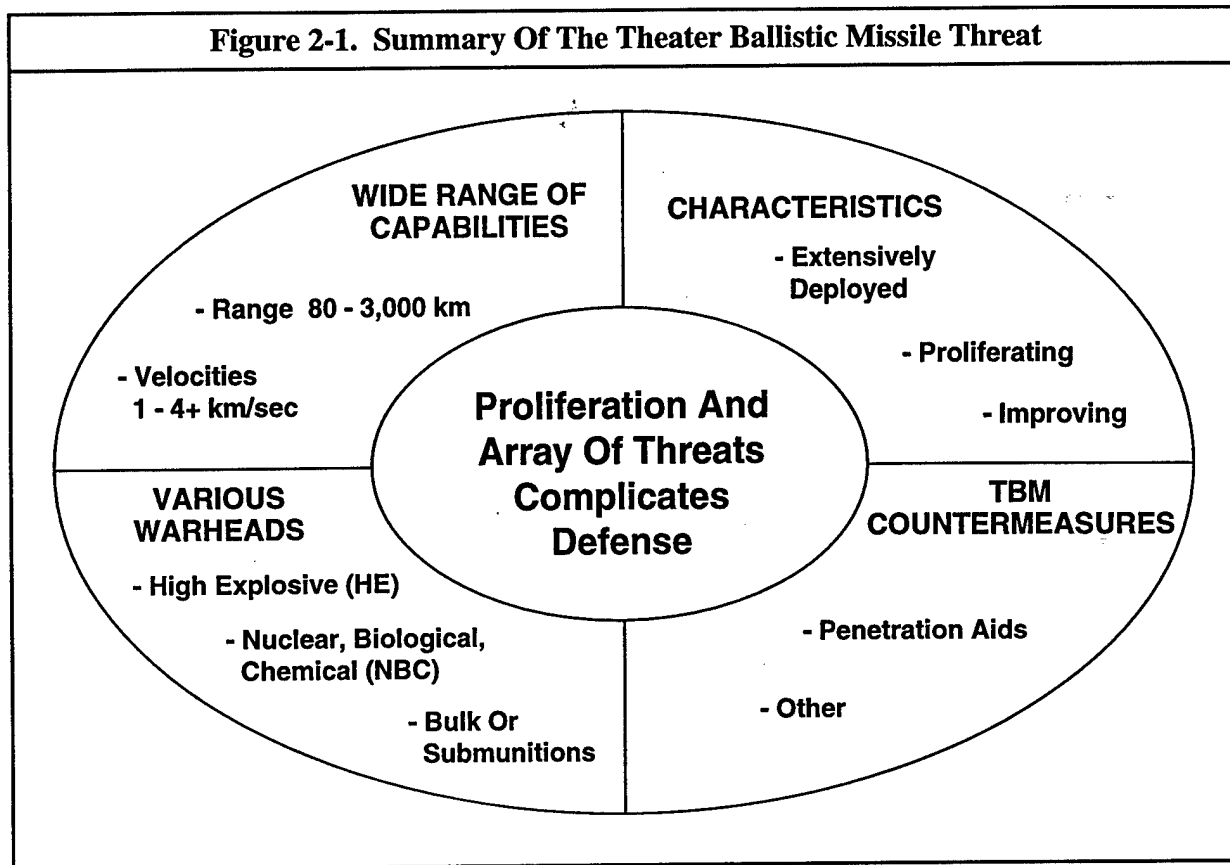 Figure 2-1. Summary Of The Theater Ballistic Missile Threat
WIDE RANGE OF
CAPABILITIES
- Range 80 - 3,000 km
- Velocities
1 - 4+ km/sec
CHARACTERISTICS
- Extensively
Deployed
- Proliferating
- Improving
Proliferation And
Array Of Threats
Complicates
Defense
VARIOUS
WARHEADS
- High Explosive (HE)
- Nuclear, Biological,
Chemical (NBC)
- Bulk Or
Submunitions
TBM
COUNTERMEASURES
- Penetration Aids
- Other